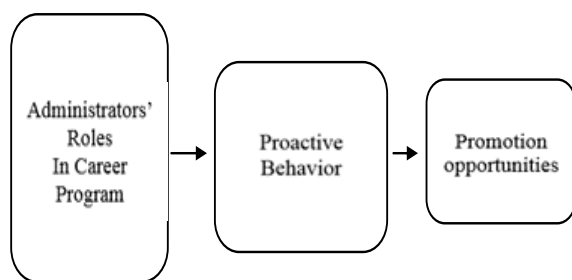 Administrators'
Roles
In Career
Program
Proactive
Behavior
Promotion
opportunities